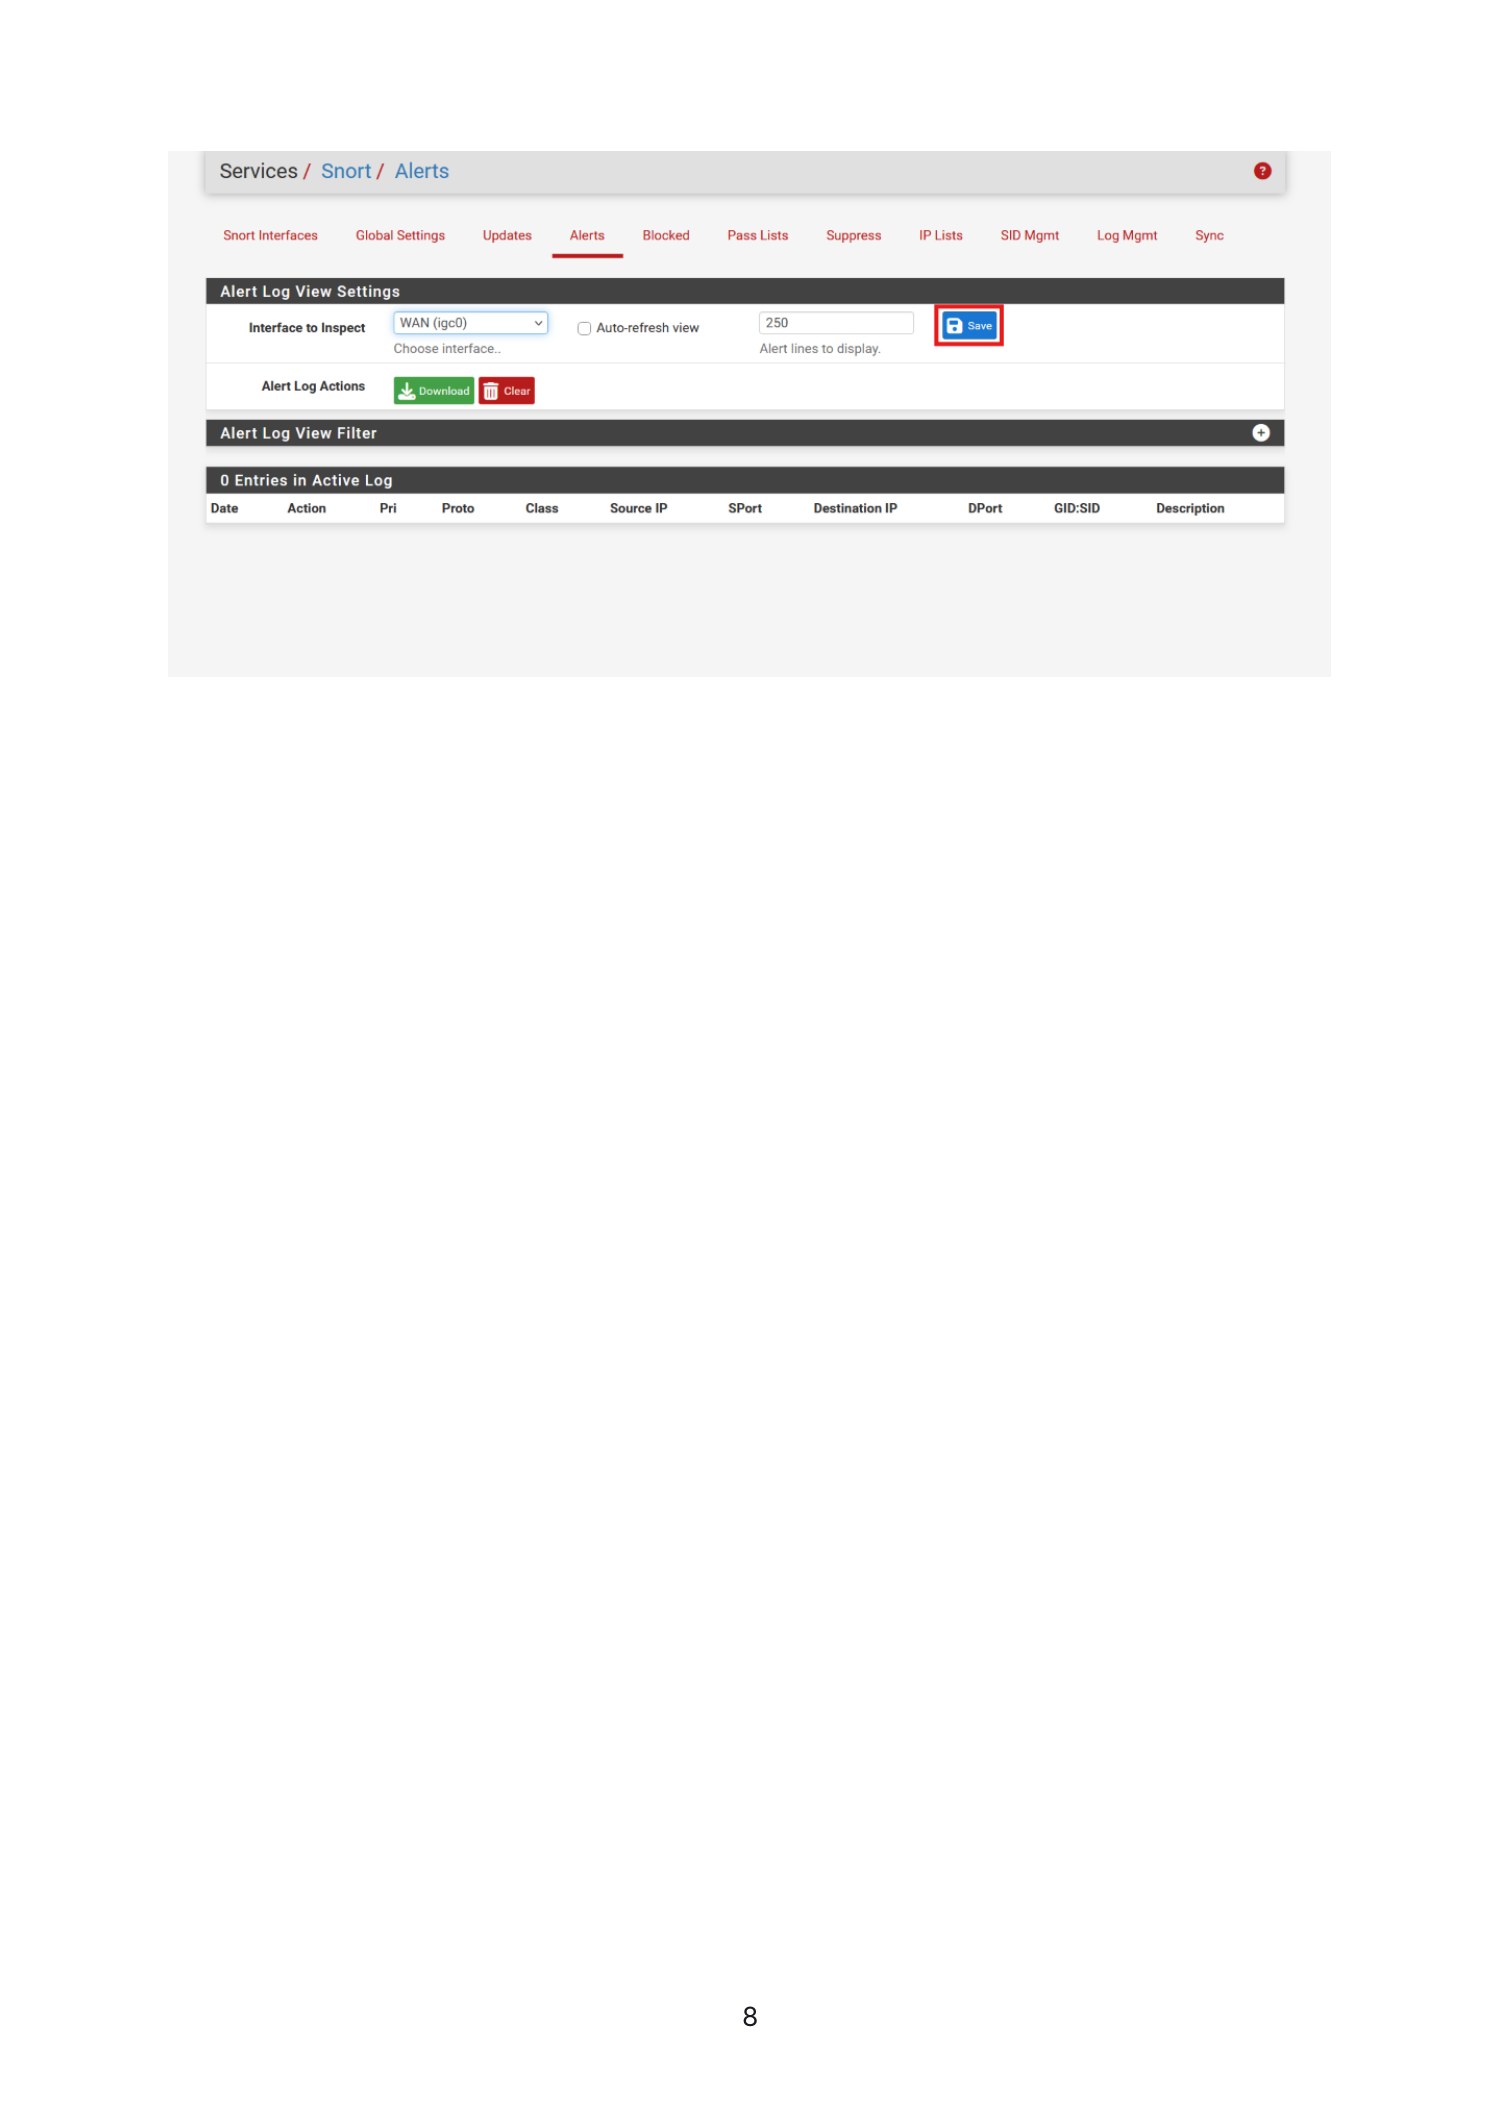 Services / Snort / Alerts
Snort Interfaces Global Settings Updates Alerts Blocked Pass Lists Suppress IP Lists SID Mgmt Log Mgmt Sync
Alert Log View Settings
Interface to Inspect WAN (igc0) Auto-refresh view 250 Save
Choose interface.. Alert lines to display.
Alert Log Actions Download Clear
Alert Log View Filter
0 Entries in Active Log
Date Action Pri Proto Class Source IP SPort Destination IP DPort GID:SID Description
8